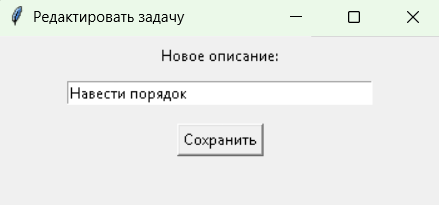 Редактировать задачу
Новое описание:
Навести порядок
Сохранить